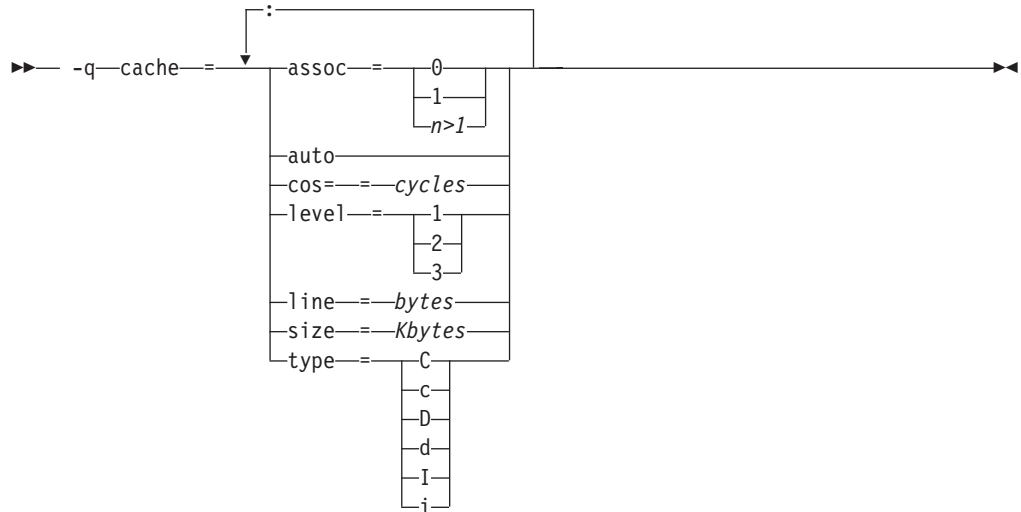 :
-q cache = assoc = 0
1
n>1
auto
cos= = cycles
level = 1
2
3
line = bytes
size = Kbytes
type = C
c
D
d
I
i